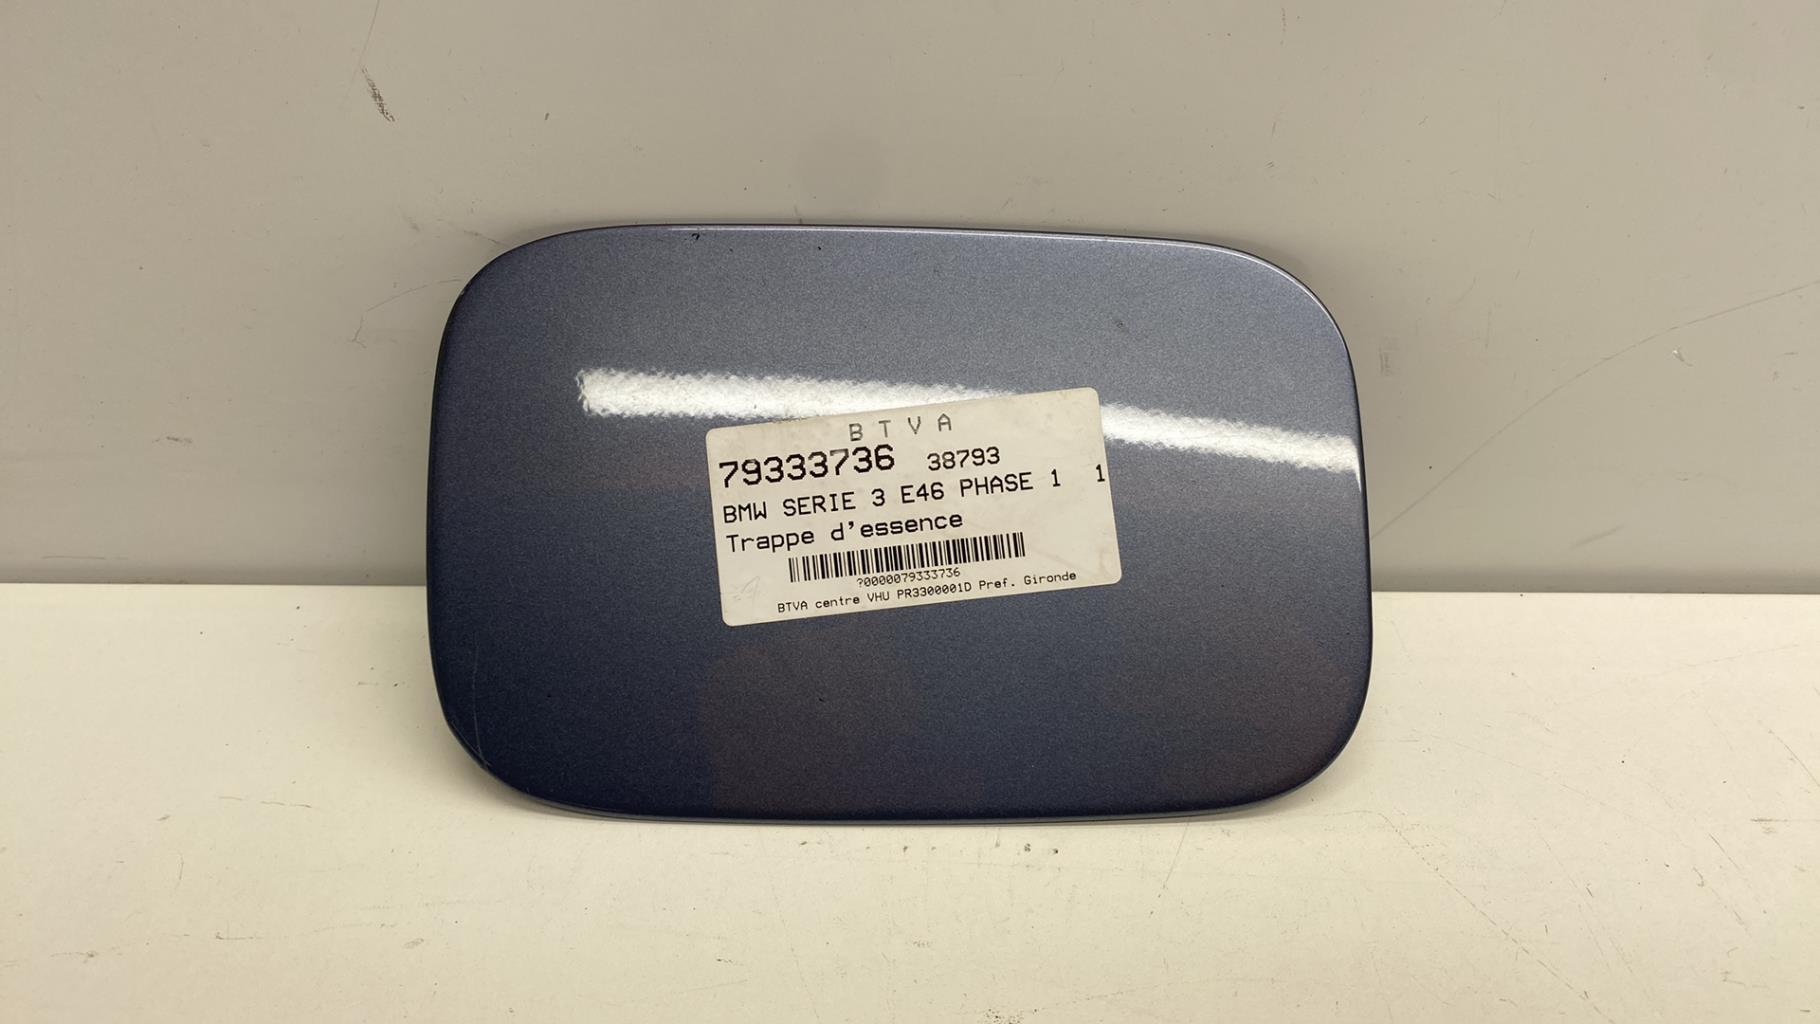 BTVA
79333736 38793
BMW SERIE 3 E46 PHASE 1 1
Trappe d'essence
?0000079333736
BTVA centre VHU PR3300001D Pref. Gironde